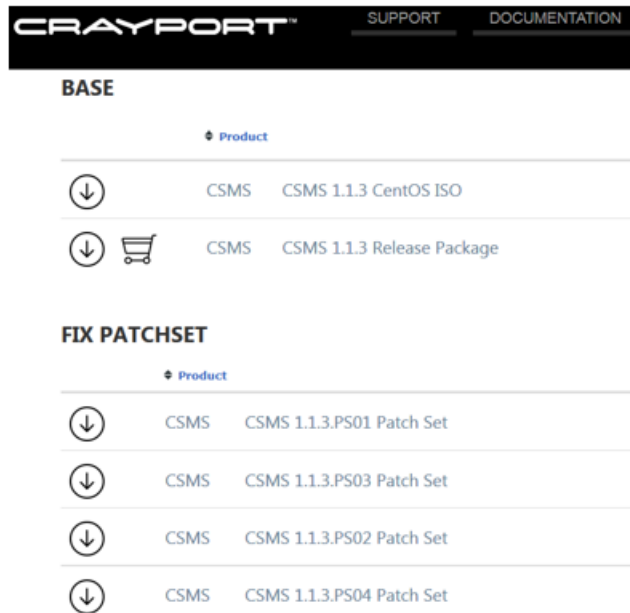 CRAYPORT™ SUPPORT DOCUMENTATION
BASE
Product
CSMS CSMS 1.1.3 CentOS ISO
CSMS CSMS 1.1.3 Release Package
FIX PATCHSET
Product
CSMS CSMS 1.1.3.PS01 Patch Set
CSMS CSMS 1.1.3.PS03 Patch Set
CSMS CSMS 1.1.3.PS02 Patch Set
CSMS CSMS 1.1.3.PS04 Patch Set